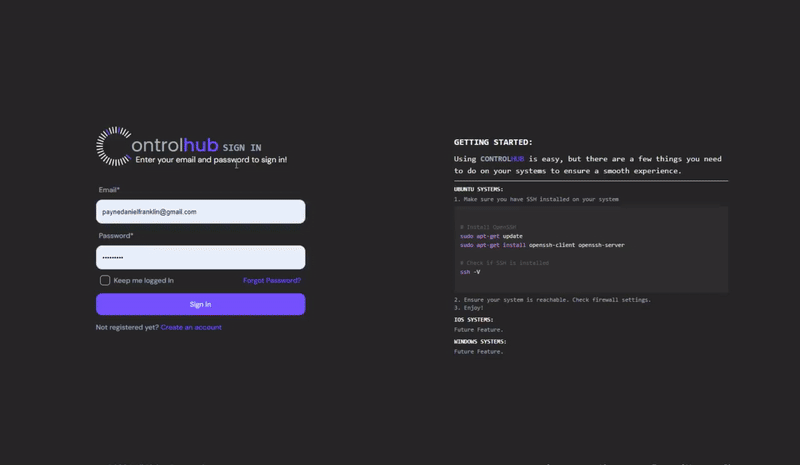 Controlhub SIGN IN
Enter your email and password to sign in!
Email*
paynedanielfranklin@gmail.com
Password*
•••••••••
Keep me logged In
Forgot Password?
Sign In
Not registered yet? Create an account
GETTING STARTED:
Using CONTROLHUB is easy, but there are a few things you need
to do on your systems to ensure a smooth experience.
UBUNTU SYSTEMS:
1. Make sure you have SSH installed on your system
# Install OpenSSH
sudo apt-get update
sudo apt-get install openssh-client openssh-server
# Check if SSH is installed
ssh -V
2. Ensure your system is reachable. Check firewall settings.
3. Enjoy!
IOS SYSTEMS:
Future Feature.
WINDOWS SYSTEMS:
Future Feature.